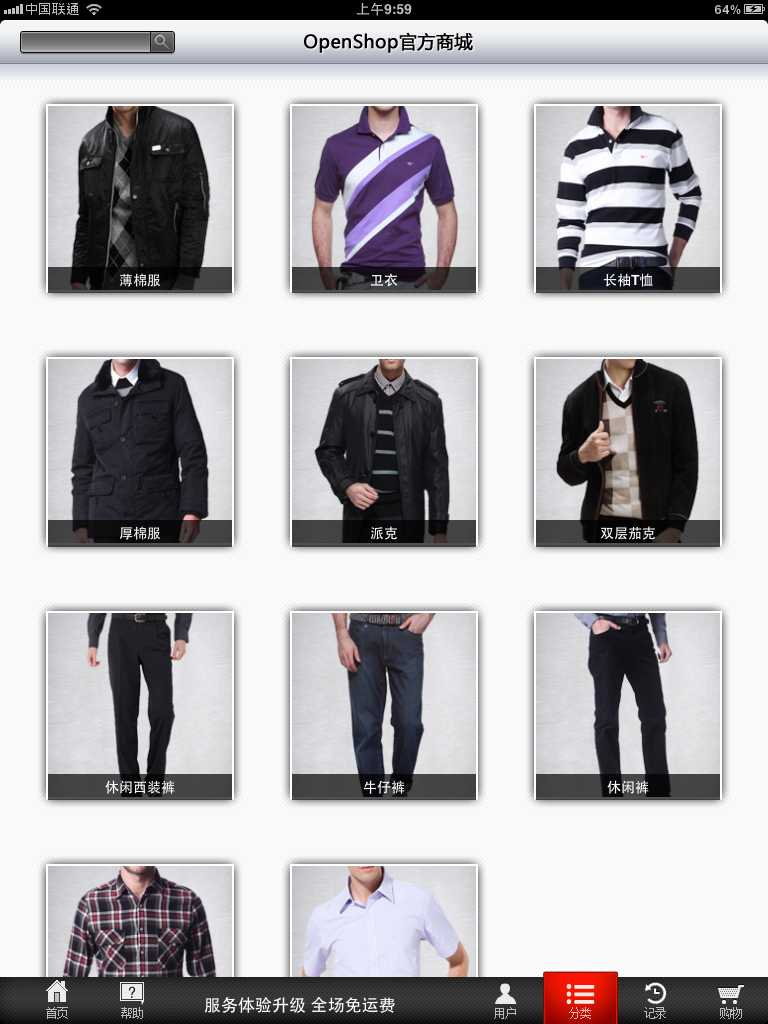 中国联通
上午9:59
64%
OpenShop官方商城
薄棉服
卫衣
长袖T恤
厚棉服
派克
双层茄克
休闲西装裤
牛仔裤
休闲裤
首页
帮助
服务体验升级 全场免运费
用户
分类
记录
购物